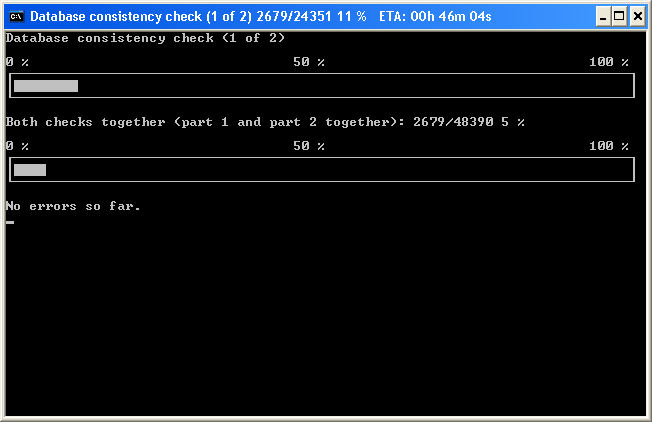 Database consistency check (1 of 2) 2679/24351 11 % ETA: 00h 46m 04s
Database consistency check (1 of 2)
0 % 50 % 100 %
Both checks together (part 1 and part 2 together): 2679/48390 5 %
0 % 50 % 100 %
No errors so far.